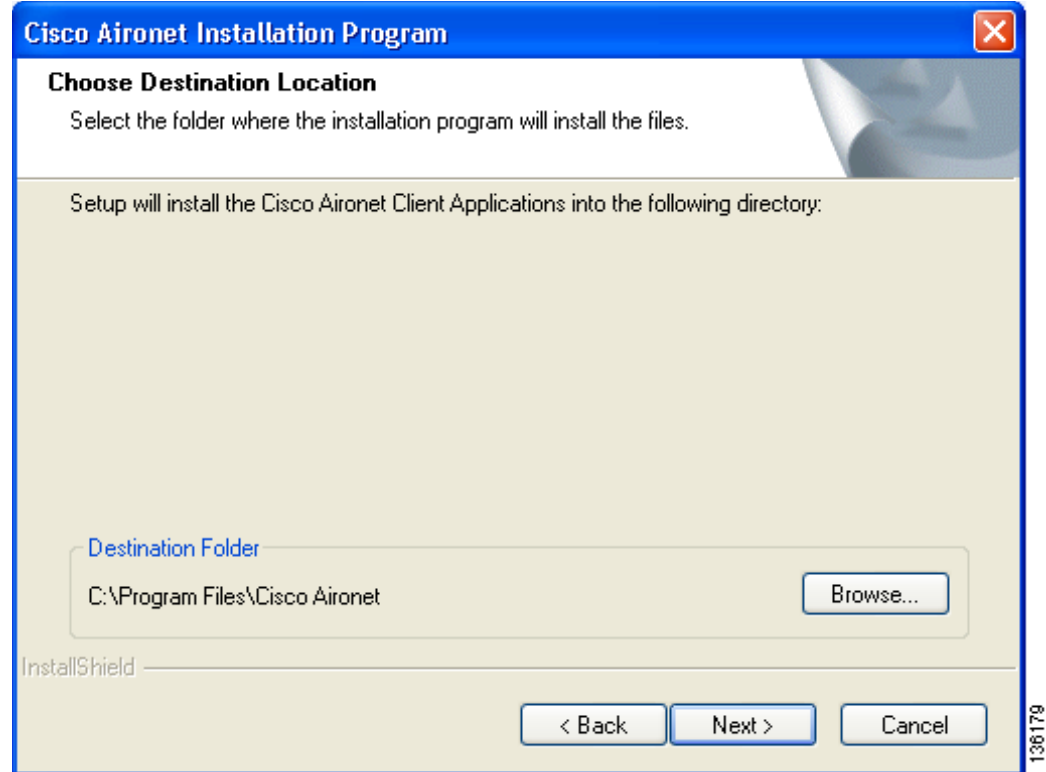 Cisco Aironet Installation Program
Choose Destination Location
Select the folder where the installation program will install the files.
Setup will install the Cisco Aironet Client Applications into the following directory:
Destination Folder
C:\Program Files\Cisco Aironet
Browse...
InstallShield
< Back
Next >
Cancel
136179